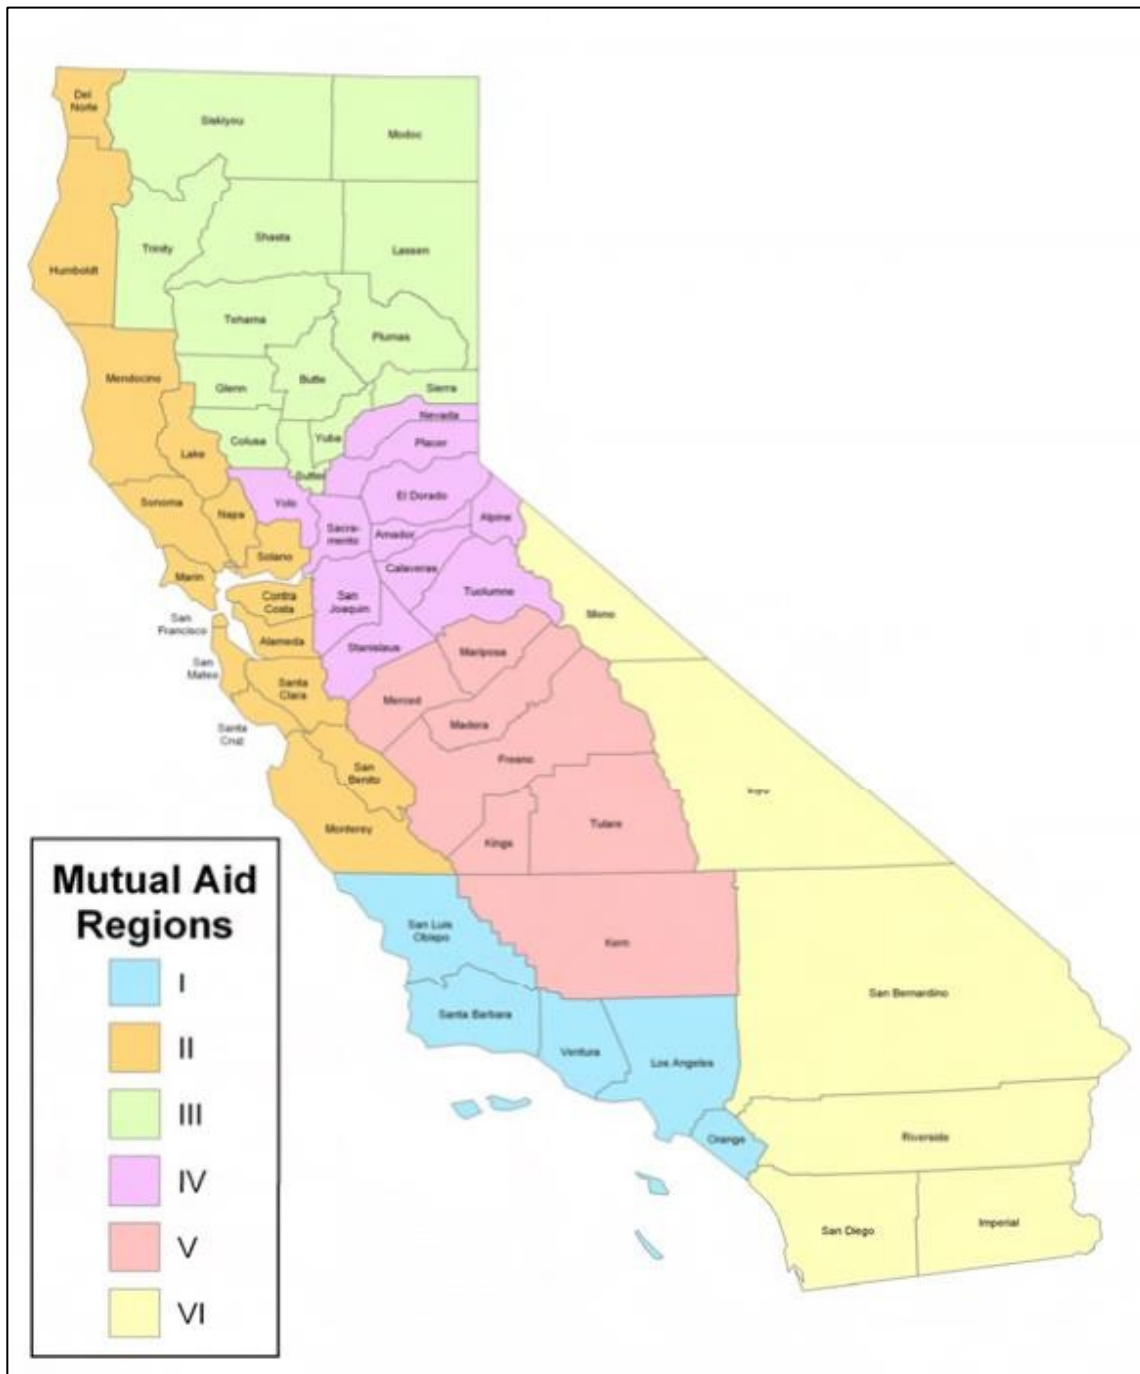 Del
Norte
Siskiyou
Modoc
Trinity
Shasta
Lassen
Humboldt
Tehama
Plumas
Mendocino
Glenn
Butte
Sierra
Nevada
Colusa
Yuba
Placer
Lake
Sutter
Sonoma
Napa
Yolo
El Dorado
Sacra-
mento
Alpine
Amador
Solano
Marin
Calaveras
Contra
Costa
San
Joaquin
Tuolumne
Mono
San
Francisco
Alameda
Stanislaus
Mariposa
San
Mateo
Santa
Clara
Merced
Madera
Santa
Cruz
Fresno
San
Benito
Inyo
Monterey
Kings
Tulare
Mutual Aid
Regions
I
II
III
IV
V
VI
San Luis
Obispo
Kern
San Bernardino
Santa Barbara
Ventura
Los Angeles
Orange
Riverside
San Diego
Imperial